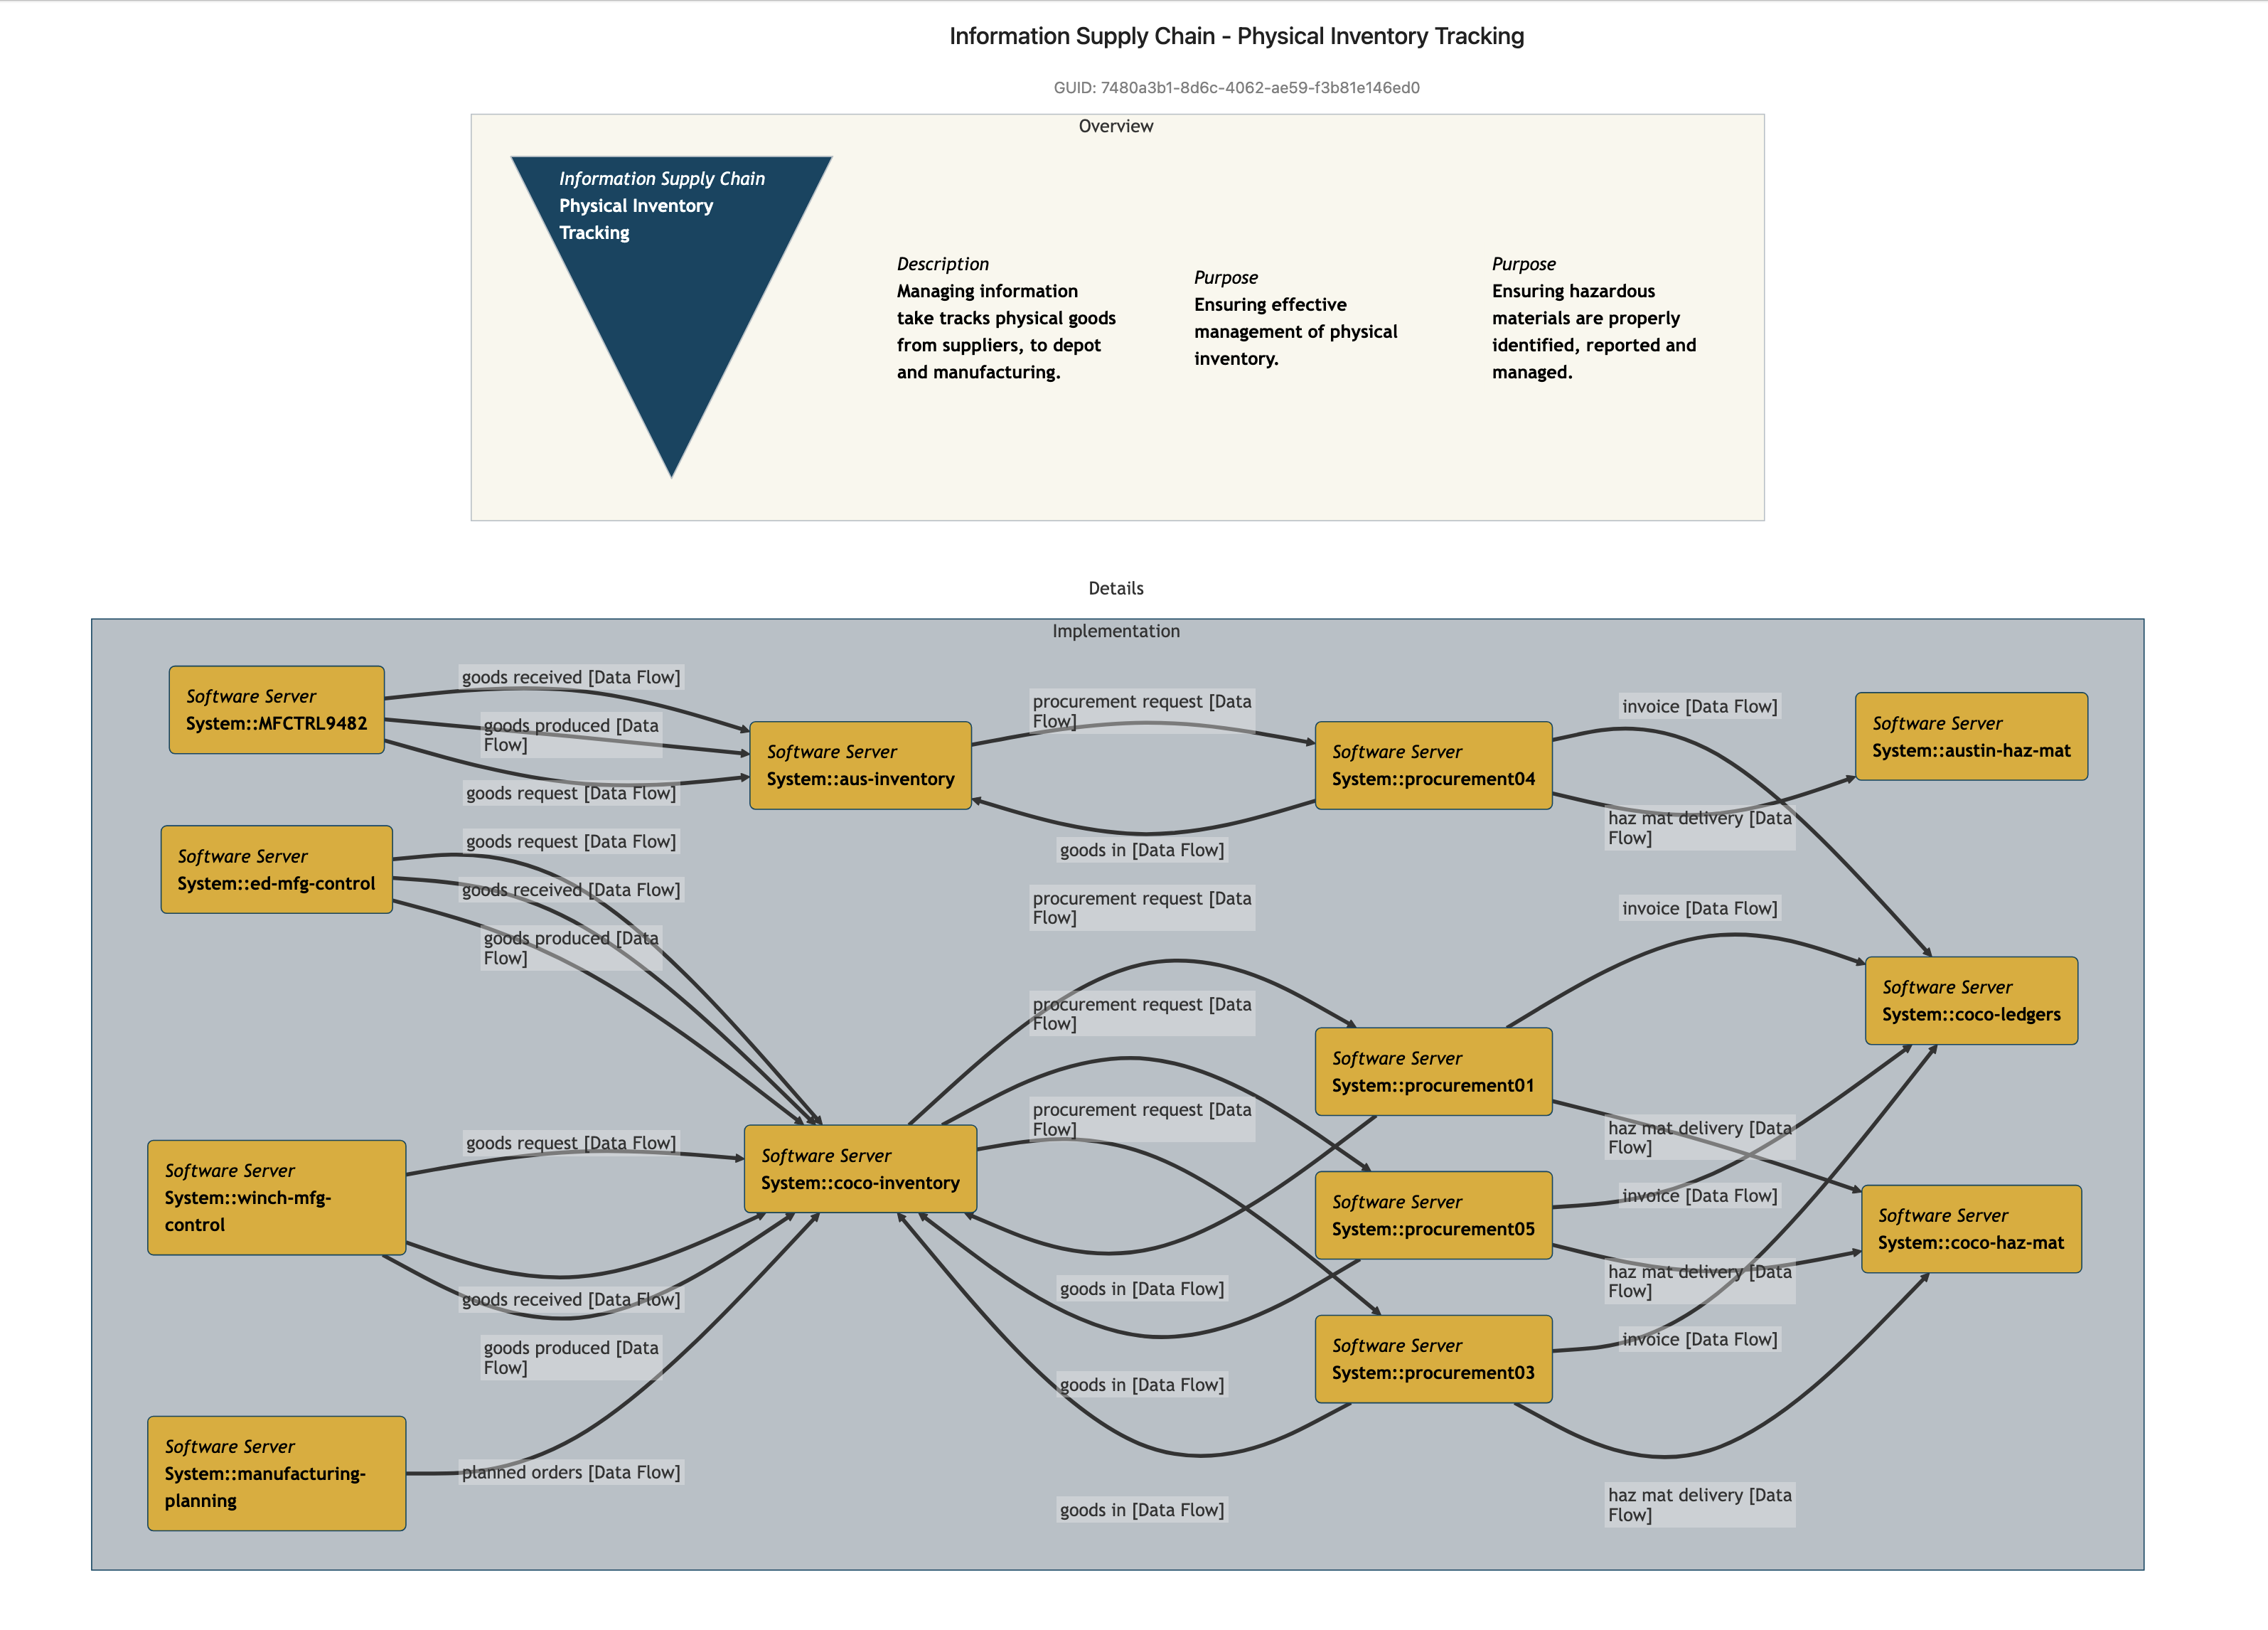 Information Supply Chain - Physical Inventory Tracking
GUID: 7480a3b1-8d6c-4062-ae59-f3b81e146ed0
Overview
Information Supply Chain
Physical Inventory
Tracking
Description
Managing information
take tracks physical goods
from suppliers, to depot
and manufacturing.
Purpose
Ensuring effective
management of physical
inventory.
Purpose
Ensuring hazardous
materials are properly
identified, reported and
managed.
Details
Implementation
Software Server
System::MFCTRL9482
goods received [Data Flow]
goods produced [Data
Flow]
goods request [Data Flow]
Software Server
System::aus-inventory
procurement request [Data
Flow]
goods in [Data Flow]
Software Server
System::procurement04
invoice [Data Flow]
haz mat delivery [Data
Flow]
Software Server
System::austin-haz-mat
Software Server
System::ed-mfg-control
goods request [Data Flow]
goods received [Data Flow]
goods produced [Data
Flow]
procurement request [Data
Flow]
procurement request [Data
Flow]
procurement request [Data
Flow]
invoice [Data Flow]
Software Server
System::coco-ledgers
Software Server
System::procurement01
haz mat delivery [Data
Flow]
Software Server
System::winch-mfg-
control
goods request [Data Flow]
goods received [Data Flow]
goods produced [Data
Flow]
Software Server
System::coco-inventory
Software Server
System::procurement05
invoice [Data Flow]
haz mat delivery [Data
Flow]
Software Server
System::coco-haz-mat
goods in [Data Flow]
goods in [Data Flow]
goods in [Data Flow]
Software Server
System::procurement03
invoice [Data Flow]
haz mat delivery [Data
Flow]
Software Server
System::manufacturing-
planning
planned orders [Data Flow]